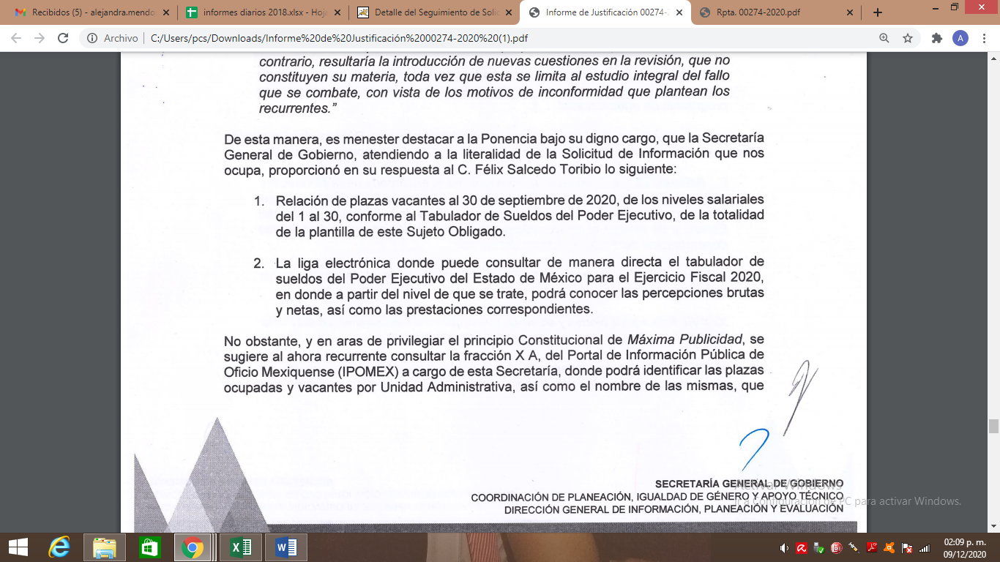 Recibidos (5) - alejandra.mendo
informes diarios 2018.xlsx - Hoja
Detalle del Seguimiento de Solic
Informe de Justificación 00274-2
Rpta. 00274-2020.pdf
Archivo
C:/Users/pcs/Downloads/Informe%20de%20Justificación%2000274-2020%20(1).pdf
A
contrario, resultaría la introducción de nuevas cuestiones en la revisión, que no
constituyen su materia, toda vez que esta se limita al estudio integral del fallo
que se combate, con vista de los motivos de inconformidad que plantean los
recurrentes.”
De esta manera, es menester destacar a la Ponencia bajo su digno cargo, que la Secretaría
General de Gobierno, atendiendo a la literalidad de la Solicitud de Información que nos
ocupa, proporcionó en su respuesta al C. Félix Salcedo Toribio lo siguiente:
1. Relación de plazas vacantes al 30 de septiembre de 2020, de los niveles salariales
del 1 al 30, conforme al Tabulador de Sueldos del Poder Ejecutivo, de la totalidad
de la plantilla de este Sujeto Obligado.
2. La liga electrónica donde puede consultar de manera directa el tabulador de
sueldos del Poder Ejecutivo del Estado de México para el Ejercicio Fiscal 2020,
en donde a partir del nivel de que se trate, podrá conocer las percepciones brutas
y netas, así como las prestaciones correspondientes.
No obstante, y en aras de privilegiar el principio Constitucional de Máxima Publicidad, se
sugiere al ahora recurrente consultar la fracción X A, del Portal de Información Pública de
Oficio Mexiquense (IPOMEX) a cargo de esta Secretaría, donde podrá identificar las plazas
ocupadas y vacantes por Unidad Administrativa, así como el nombre de las mismas, que
SECRETARÍA GENERAL DE GOBIERNO
COORDINACIÓN DE PLANEACIÓN, IGUALDAD DE GÉNERO Y APOYO TÉCNICO
DIRECCIÓN GENERAL DE INFORMACIÓN, PLANEACIÓN Y EVALUACIÓN
Activar Windows
Ir a Configuración de PC para activar Windows.
02:09 p. m.
09/12/2020